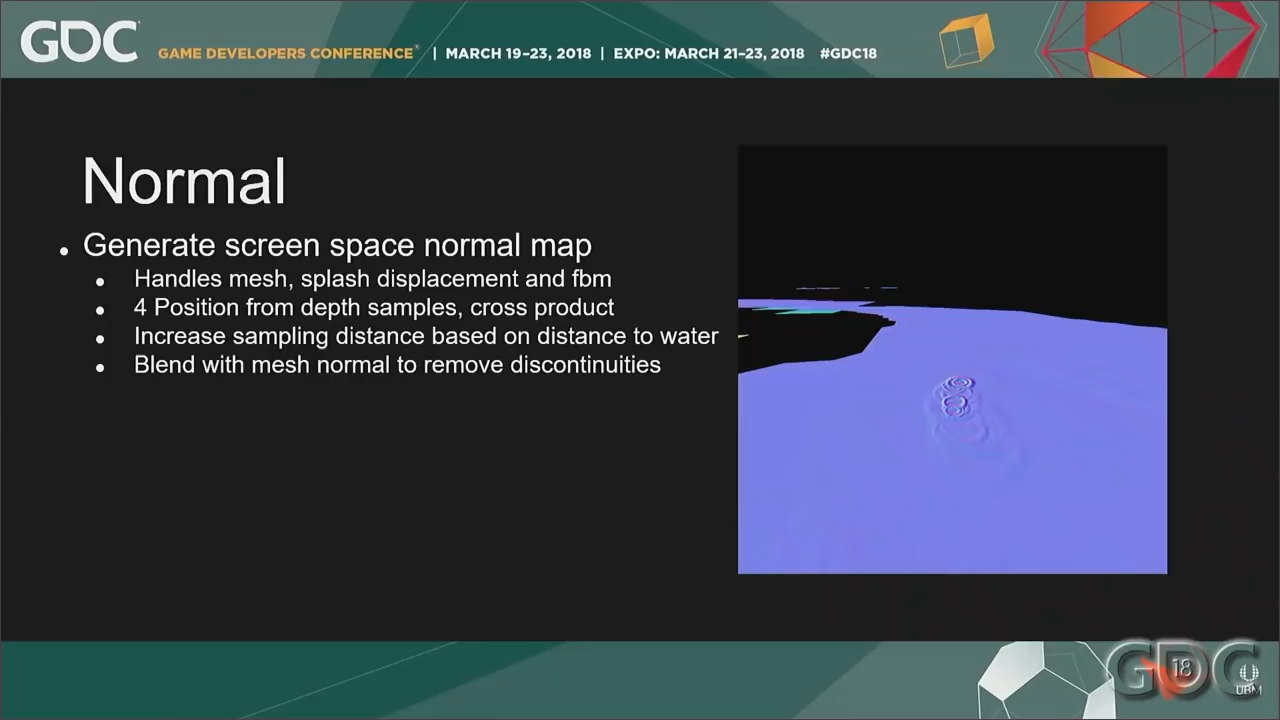 GDC GAME DEVELOPERS CONFERENCE® | MARCH 19–23, 2018 | EXPO: MARCH 21–23, 2018 #GDC18
Normal
• Generate screen space normal map
• Handles mesh, splash displacement and fbm
• 4 Position from depth samples, cross product
• Increase sampling distance based on distance to water
• Blend with mesh normal to remove discontinuities
GDC 18 UBM